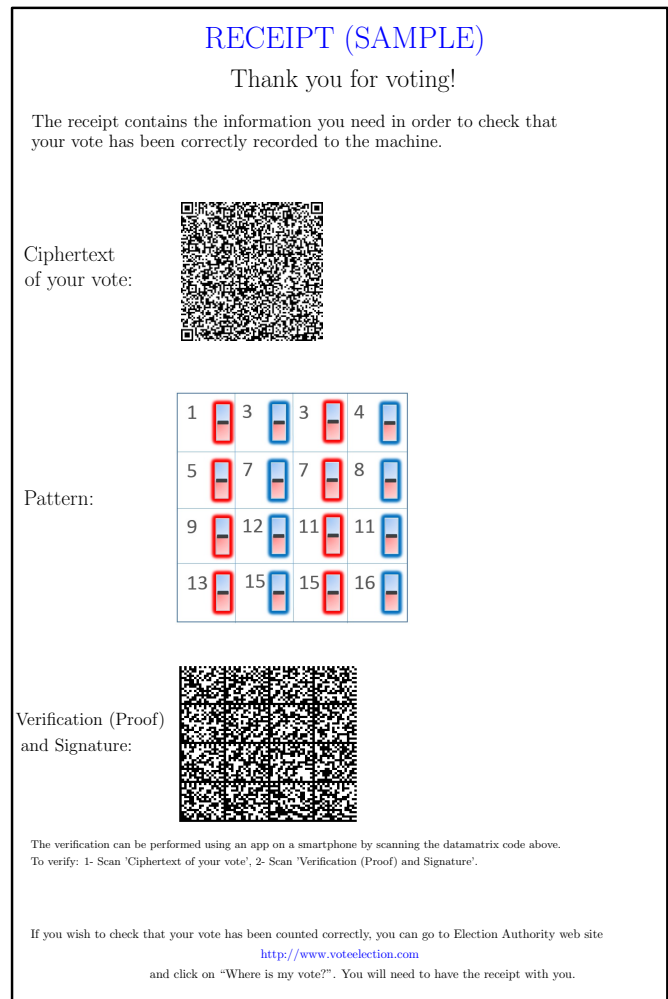 RECEIPT (SAMPLE)
Thank you for voting!
The receipt contains the information you need in order to check that
your vote has been correctly recorded to the machine.
Ciphertext
of your vote:
1 3 3 4
5 7 7 8
Pattern:
9 12 11 11
13 15 15 16
Verification (Proof)
and Signature:
The verification can be performed using an app on a smartphone by scanning the datamatrix code above.
To verify: 1- Scan 'Ciphertext of your vote', 2- Scan 'Verification (Proof) and Signature'.
If you wish to check that your vote has been counted correctly, you can go to Election Authority web site
http://www.voteelection.com
and click on “Where is my vote?”. You will need to have the receipt with you.